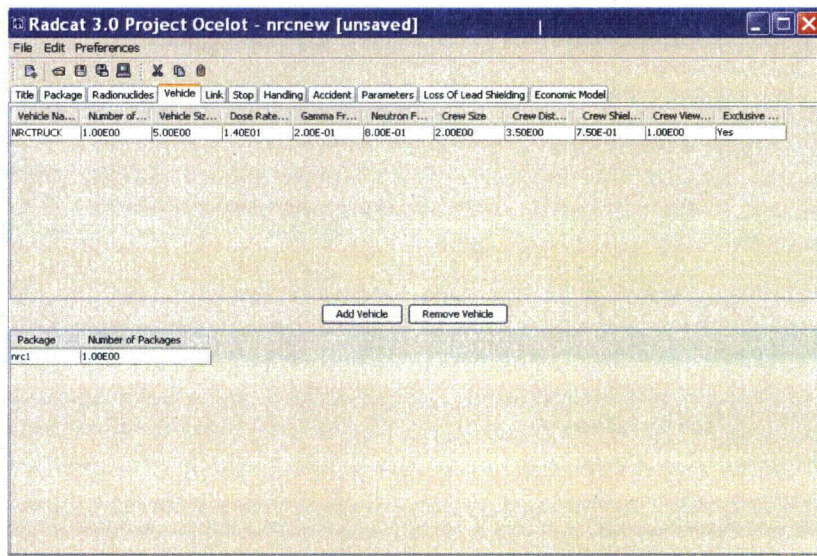 Radcat 3.0 Project Ocelot - nrcnew [unsaved]
File Edit Preferences
Title Package Radionuclides Vehicle Link Stop Handling Accident Parameters Loss Of Lead Shielding Economic Model
Vehicle Na... Number of... Vehicle Siz... Dose Rate... Gamma Fr... Neutron F... Crew Size Crew Dist... Crew Shiel... Crew View... Exclusive ...
NRCTRUCK 1.00E00 5.00E00 1.40E01 2.00E-01 8.00E-01 2.00E00 3.50E00 7.50E-01 1.00E00 Yes
Add Vehicle Remove Vehicle
Package Number of Packages
nrc1 1.00E00